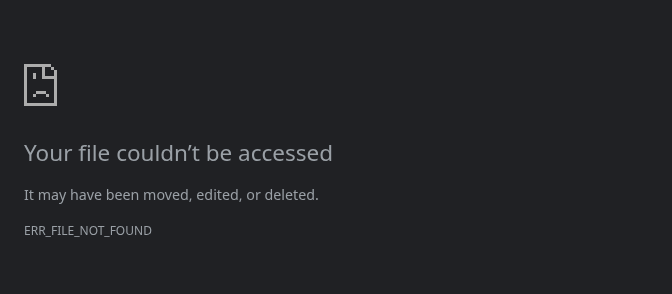 Your file couldn’t be accessed
It may have been moved, edited, or deleted.
ERR_FILE_NOT_FOUND